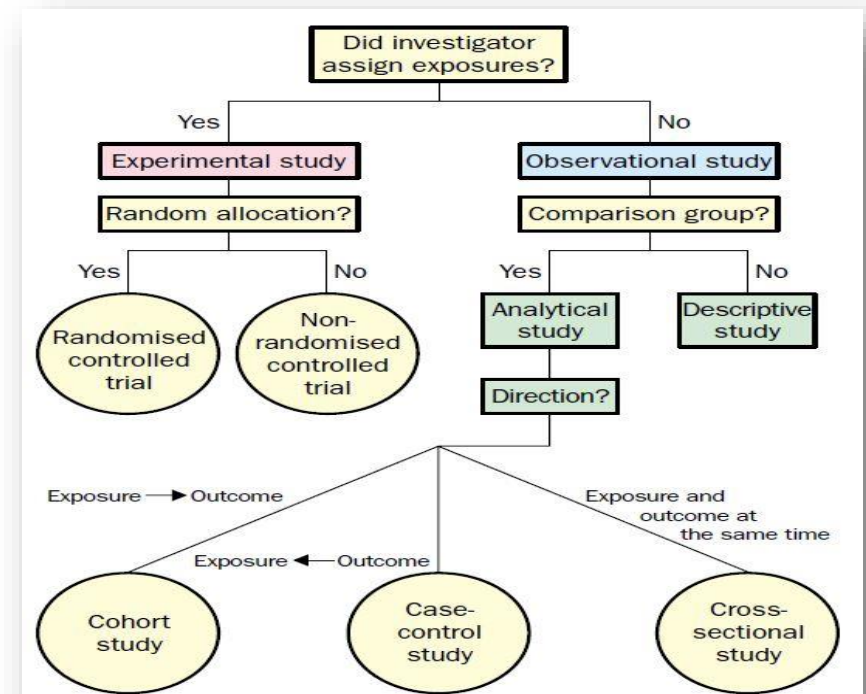 Did investigator
assign exposures?
Yes
No
Experimental study
Observational study
Random allocation?
Comparison group?
Yes
No
Yes
No
Randomised
controlled
trial
Non-
randomised
controlled
trial
Analytical
study
Descriptive
study
Direction?
Exposure → Outcome
Exposure ← Outcome
Exposure and
outcome at
the same time
Cohort
study
Case-
control
study
Cross-
sectional
study